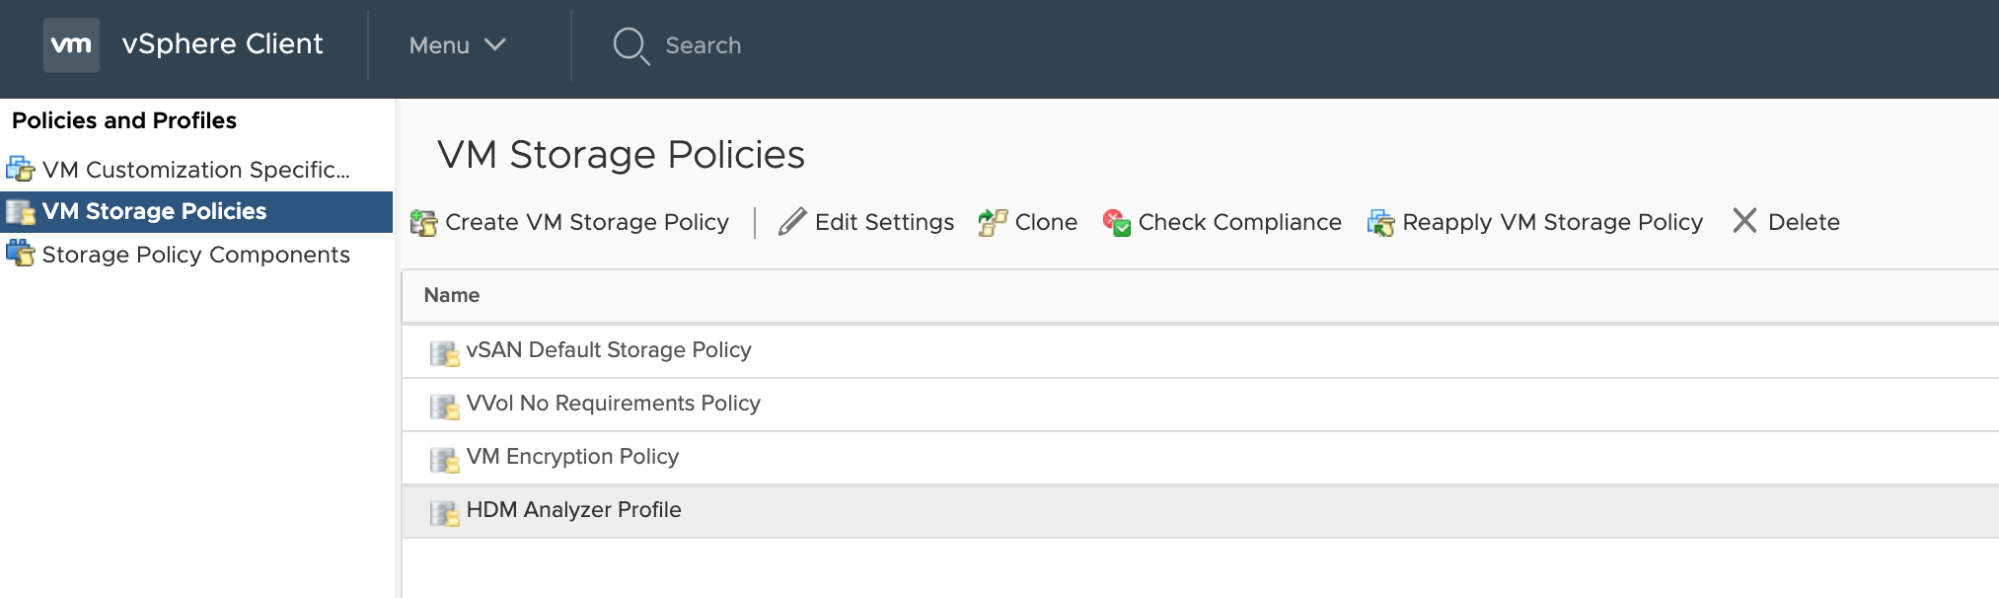 vm vSphere Client Menu Search
Policies and Profiles
VM Customization Specific...
VM Storage Policies
Storage Policy Components
VM Storage Policies
Create VM Storage Policy | Edit Settings Clone Check Compliance Reapply VM Storage Policy Delete
Name
vSAN Default Storage Policy
VVol No Requirements Policy
VM Encryption Policy
HDM Analyzer Profile